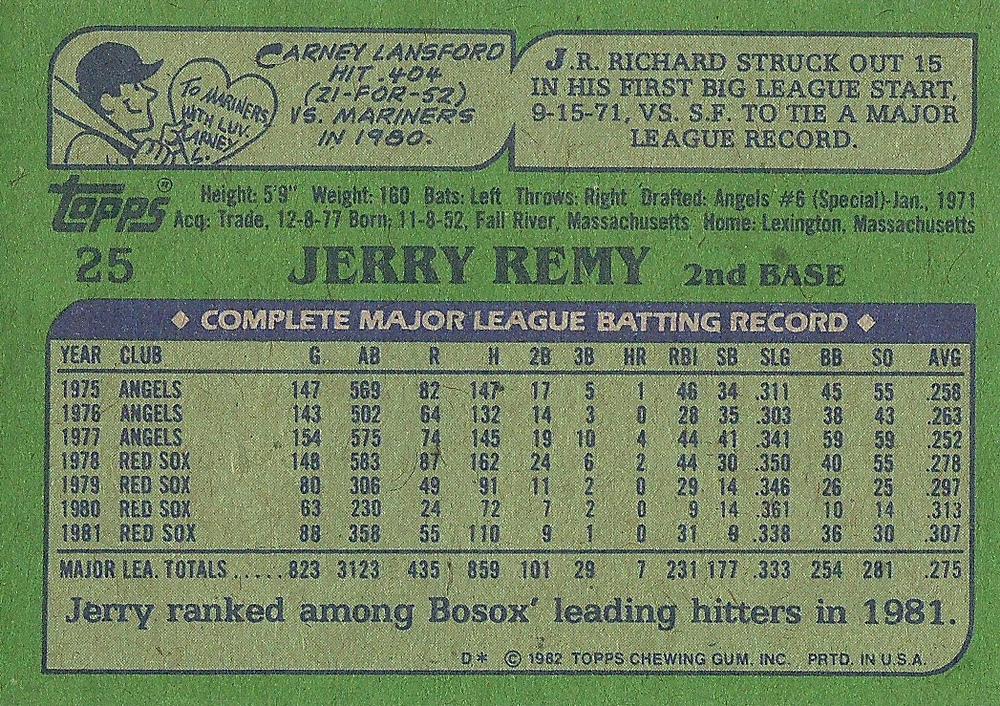 CARNEY LANSFORD
HIT .404
(21-FOR-52)
VS. MARINERS
IN 1980.
TO MARINERS
WITH LUV-
CARNEY
L.
J.R. RICHARD STRUCK OUT 15
IN HIS FIRST BIG LEAGUE START,
9-15-71, VS. S.F. TO TIE A MAJOR
LEAGUE RECORD.
TOPPS®
Height: 5'9" Weight: 160 Bats: Left Throws: Right Drafted: Angels #6 (Special)-Jan., 1971
Acq: Trade, 12-8-77 Born: 11-8-52, Fall River, Massachusetts Home: Lexington, Massachusetts
25 JERRY REMY 2nd BASE
◆ COMPLETE MAJOR LEAGUE BATTING RECORD ◆
YEAR CLUB G AB R H 2B 3B HR RBI SB SLG BB SO AVG
1975 ANGELS 147 569 82 147 17 5 1 46 34 .311 45 55 .258
1976 ANGELS 143 502 64 132 14 3 0 28 35 .303 38 43 .263
1977 ANGELS 154 575 74 145 19 10 4 44 41 .341 59 59 .252
1978 RED SOX 148 583 87 162 24 6 2 44 30 .350 40 55 .278
1979 RED SOX 80 306 49 91 11 2 0 29 14 .346 26 25 .297
1980 RED SOX 63 230 24 72 7 2 0 9 14 .361 10 14 .313
1981 RED SOX 88 358 55 110 9 1 0 31 9 .338 36 30 .307
MAJOR LEA. TOTALS .....823 3123 435 859 101 29 7 231 177 .333 254 281 .275
Jerry ranked among Bosox' leading hitters in 1981.
D* © 1982 TOPPS CHEWING GUM, INC. PRTD. IN U.S.A.